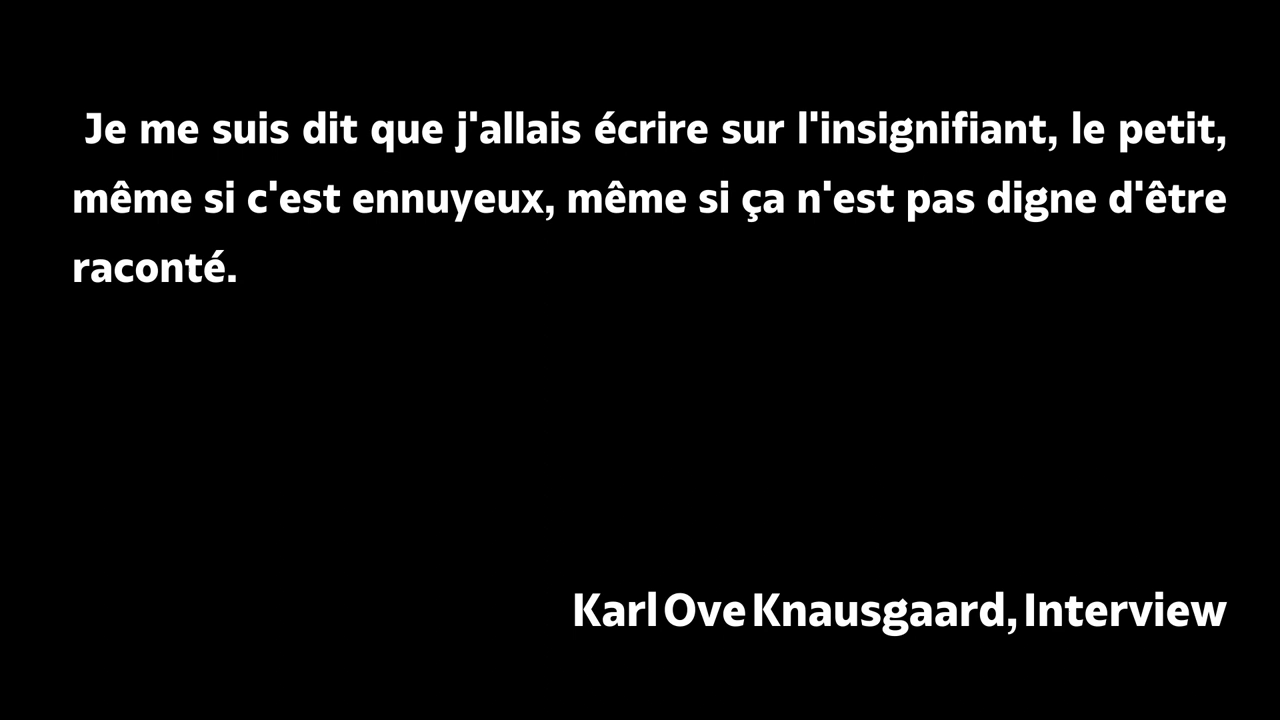 Je me suis dit que j'allais écrire sur l'insignifiant, le petit,
même si c'est ennuyeux, même si ça n'est pas digne d'être
raconté.
Karl Ove Knausgaard, Interview